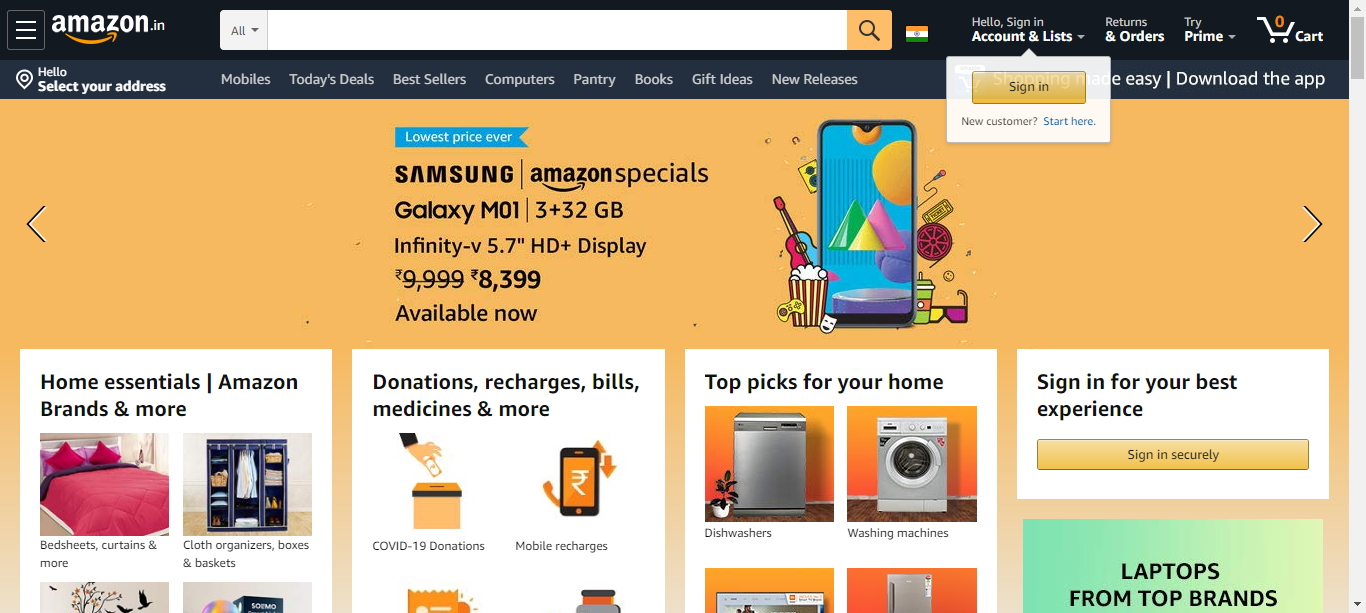 amazon.in
All
Hello, Sign in
Account & Lists
Returns
& Orders
Try
Prime
0
Cart
Hello
Select your address
Mobiles
Today's Deals
Best Sellers
Computers
Pantry
Books
Gift Ideas
New Releases
Shopping made easy | Download the app
Sign in
New customer? Start here.
Lowest price ever
SAMSUNG | amazon specials
Galaxy M01 | 3+32 GB
Infinity-v 5.7" HD+ Display
₹9,999 ₹8,399
Available now
Home essentials | Amazon
Brands & more
Bedsheets, curtains &
more
Cloth organizers, boxes
& baskets
SOLIMO
Donations, recharges, bills,
medicines & more
₹
COVID-19 Donations
Mobile recharges
Top picks for your home
Dishwashers
Washing machines
Sign in for your best
experience
Sign in securely
LAPTOPS
FROM TOP BRANDS